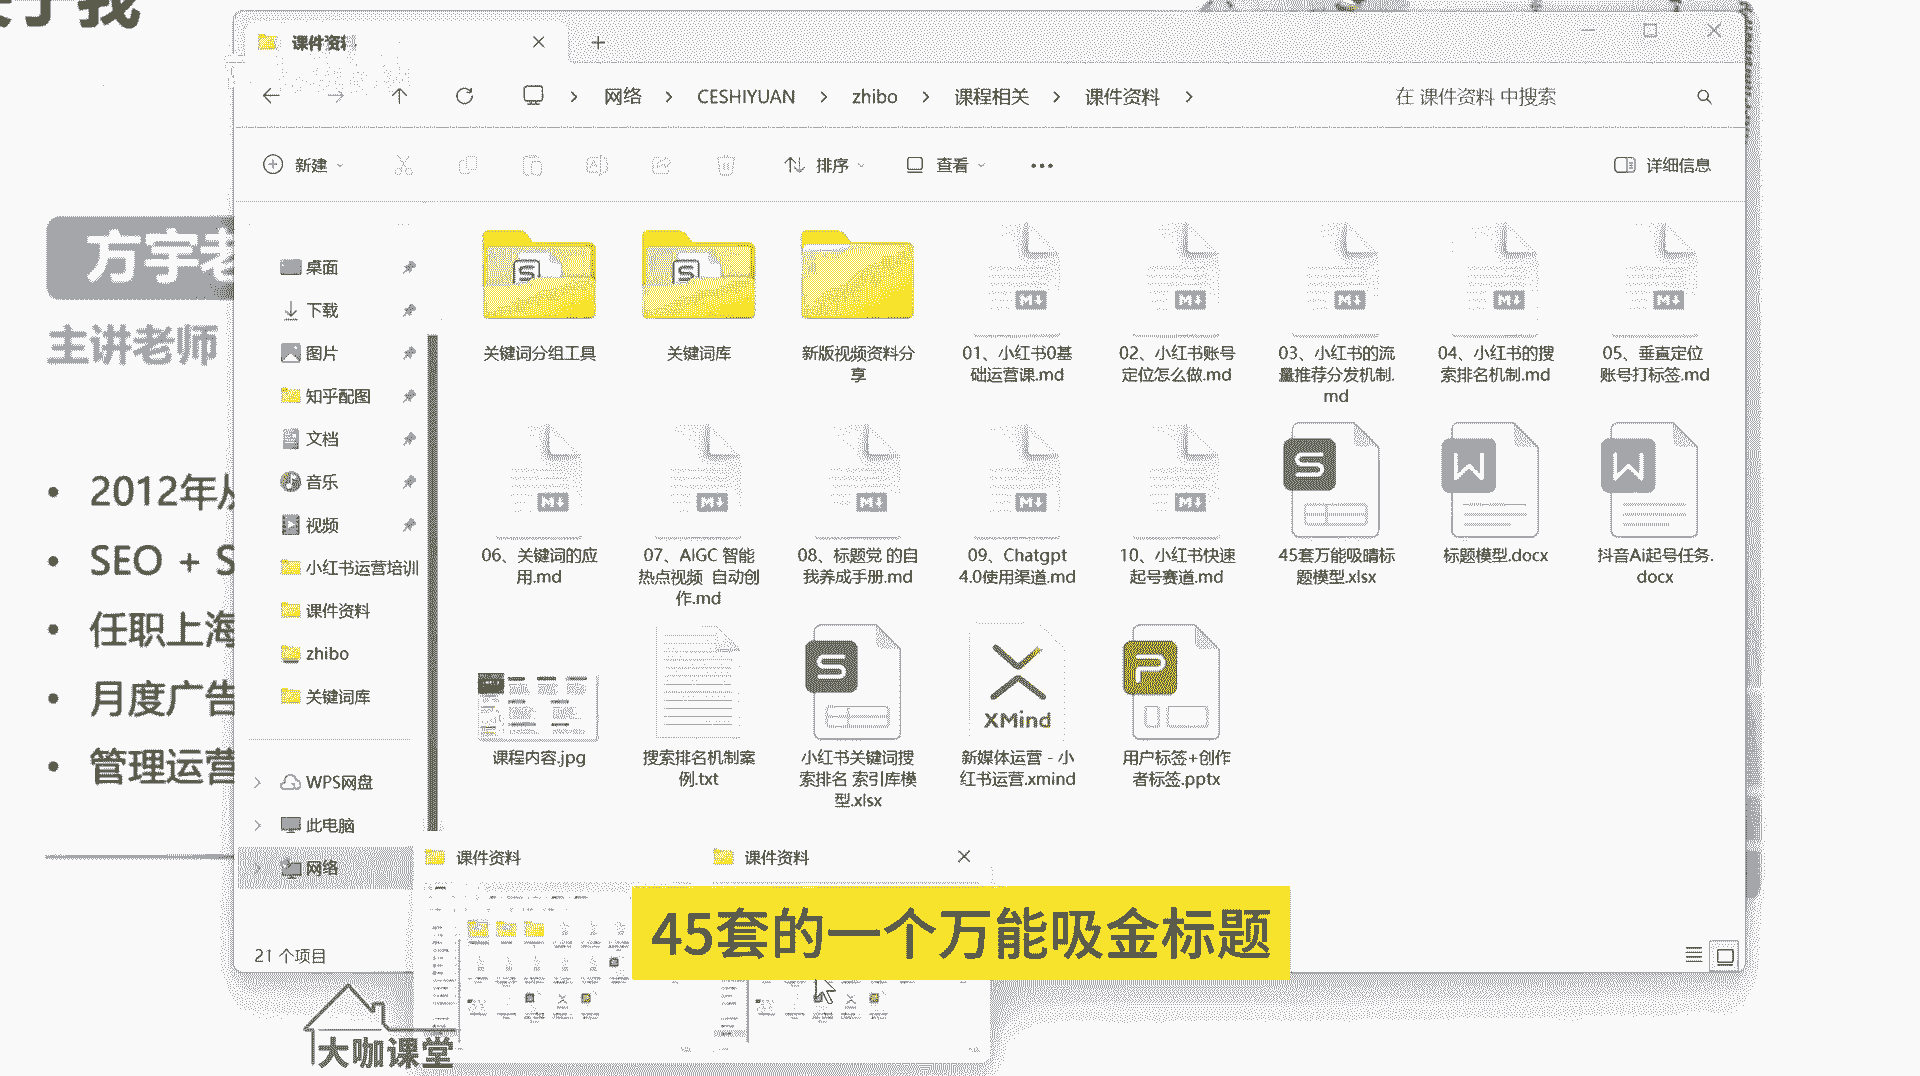 课件资料
网络
CESHIYUAN
zhibo
课程相关
课件资料
在 课件资料 中搜索
新建
排序
查看
详细信息
方宇老
主讲老师
2012年从
SEO + S
任职上海
月度广告
管理运营
桌面
下载
图片
知乎配图
文档
音乐
视频
小红书运营培训
课件资料
zhibo
关键词库
WPS网盘
此电脑
网络
21 个项目
关键词分组工具
关键词库
新版视频资料分
享
01、小红书0基
础运营课.md
02、小红书账号
定位怎么做.md
03、小红书的流
量推荐分发机制.
md
04、小红书的搜
索排名机制.md
05、垂直定位
账号打标签.md
06、关键词的应
用.md
07、AIGC 智能
热点视频 自动创
作.md
08、标题党 的自
我养成手册.md
09、Chatgpt
4.0使用渠道.md
10、小红书快速
起号赛道.md
45套万能吸睛标
题模型.xlsx
标题模型.docx
抖音Ai起号任务.
docx
课程内容.jpg
搜索排名机制案
例.txt
小红书关键词搜
索排名 索引库模
型.xlsx
XMind
新媒体运营 - 小
红书运营.xmind
用户标签+创作
者标签.pptx
课件资料
课件资料
45套的一个万能吸金标题
大咖课堂